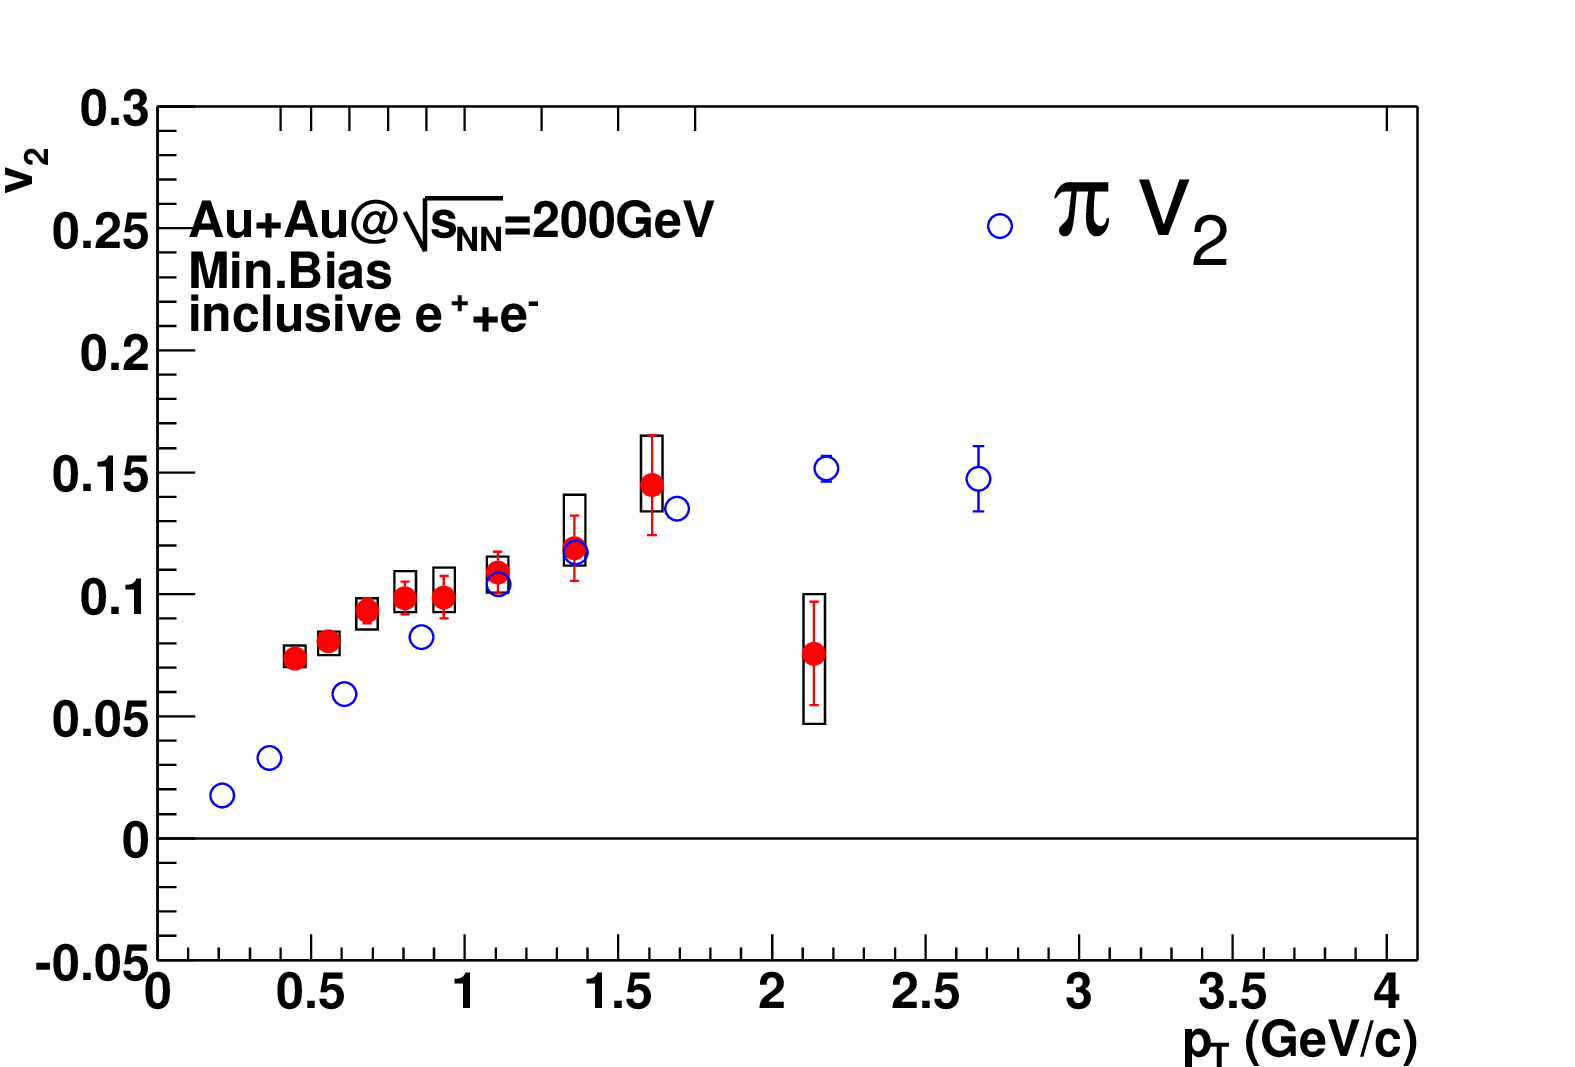 0.3
v2
0.25
Au+Au@√sNN=200GeV
π v2
Min.Bias
inclusive e++e-
0.2
0.15
0.1
0.05
0
-0.05
0 0.5 1 1.5 2 2.5 3 3.5 4
pT (GeV/c)